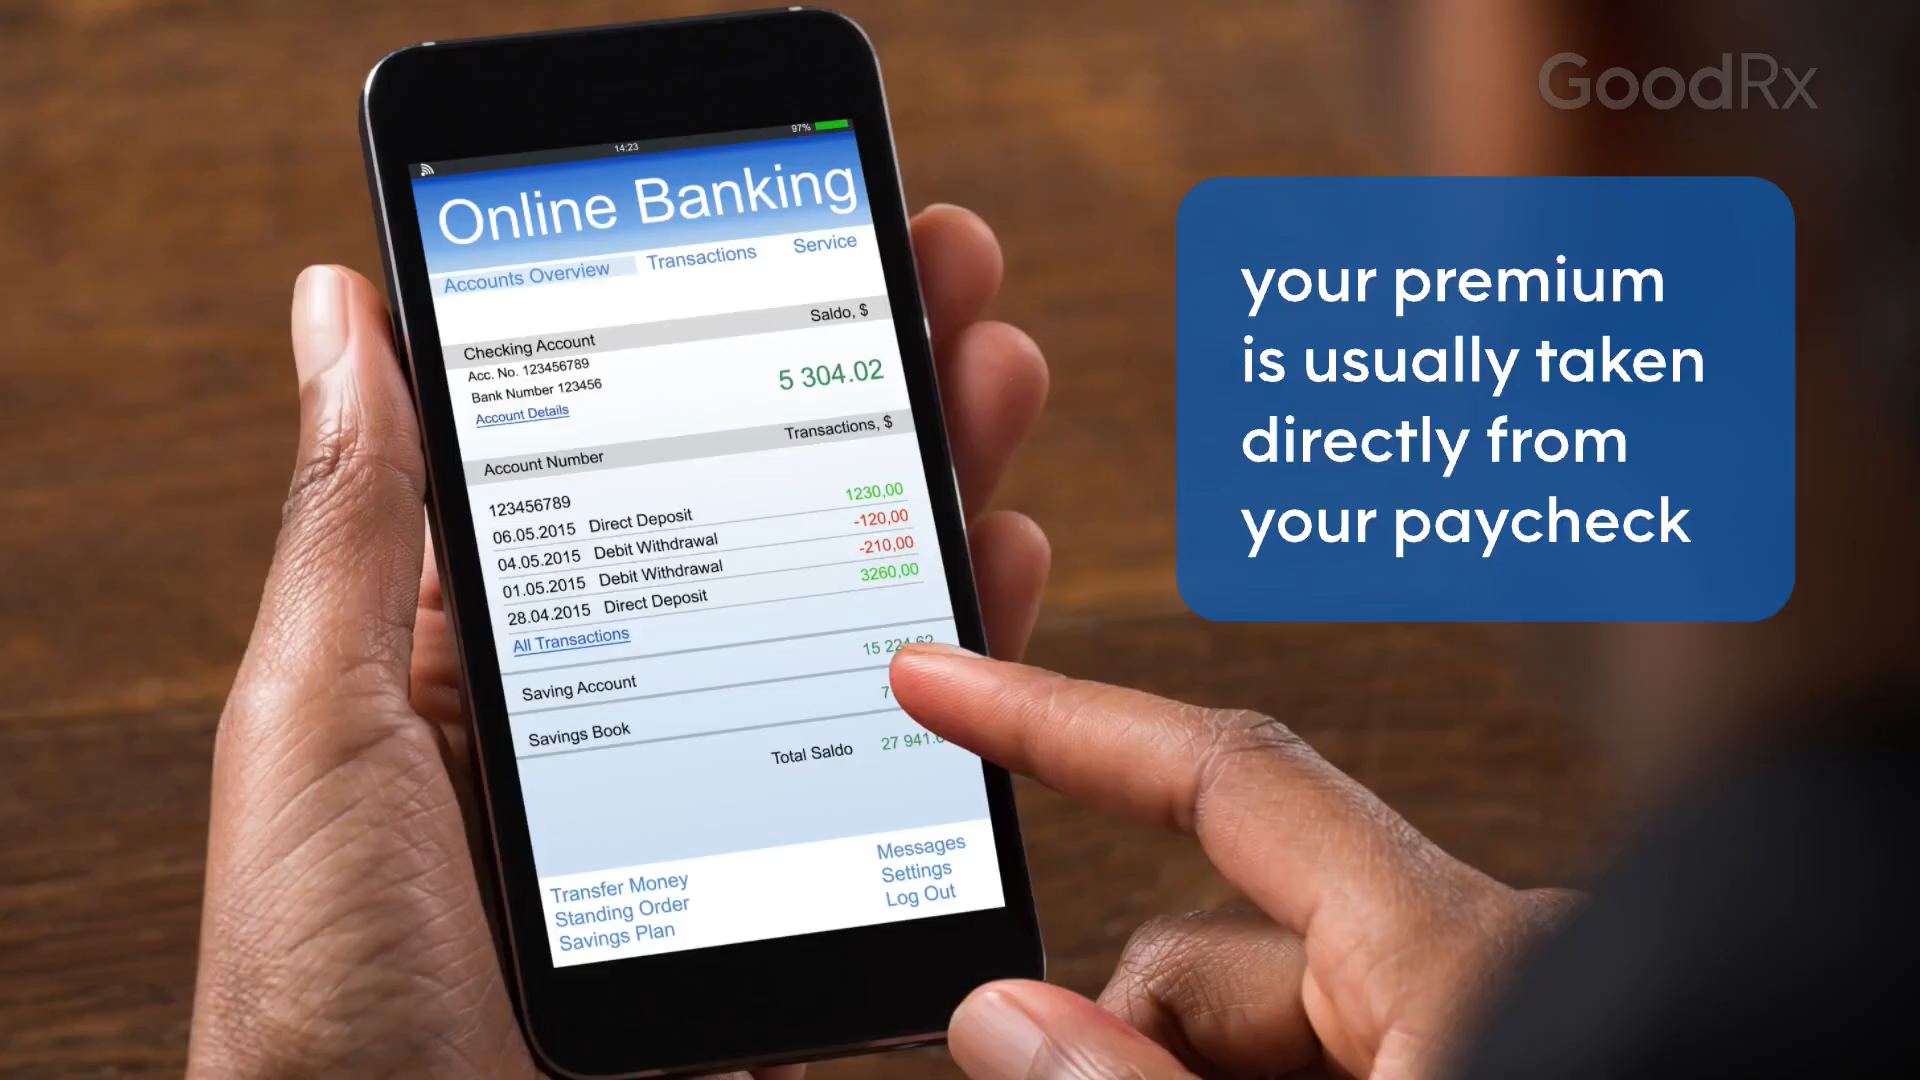 GoodRx
your premium
is usually taken
directly from
your paycheck
14:23
97%
Online Banking
Accounts Overview Transactions Service
Checking Account Saldo, $
Acc. No. 123456789
Bank Number 123456
5 304.02
Account Details
Account Number Transactions, $
123456789
06.05.2015 Direct Deposit 1230,00
04.05.2015 Debit Withdrawal -120,00
01.05.2015 Debit Withdrawal -210,00
28.04.2015 Direct Deposit 3260,00
All Transactions
Saving Account
Savings Book
Total Saldo
Transfer Money
Standing Order
Savings Plan
Messages
Settings
Log Out